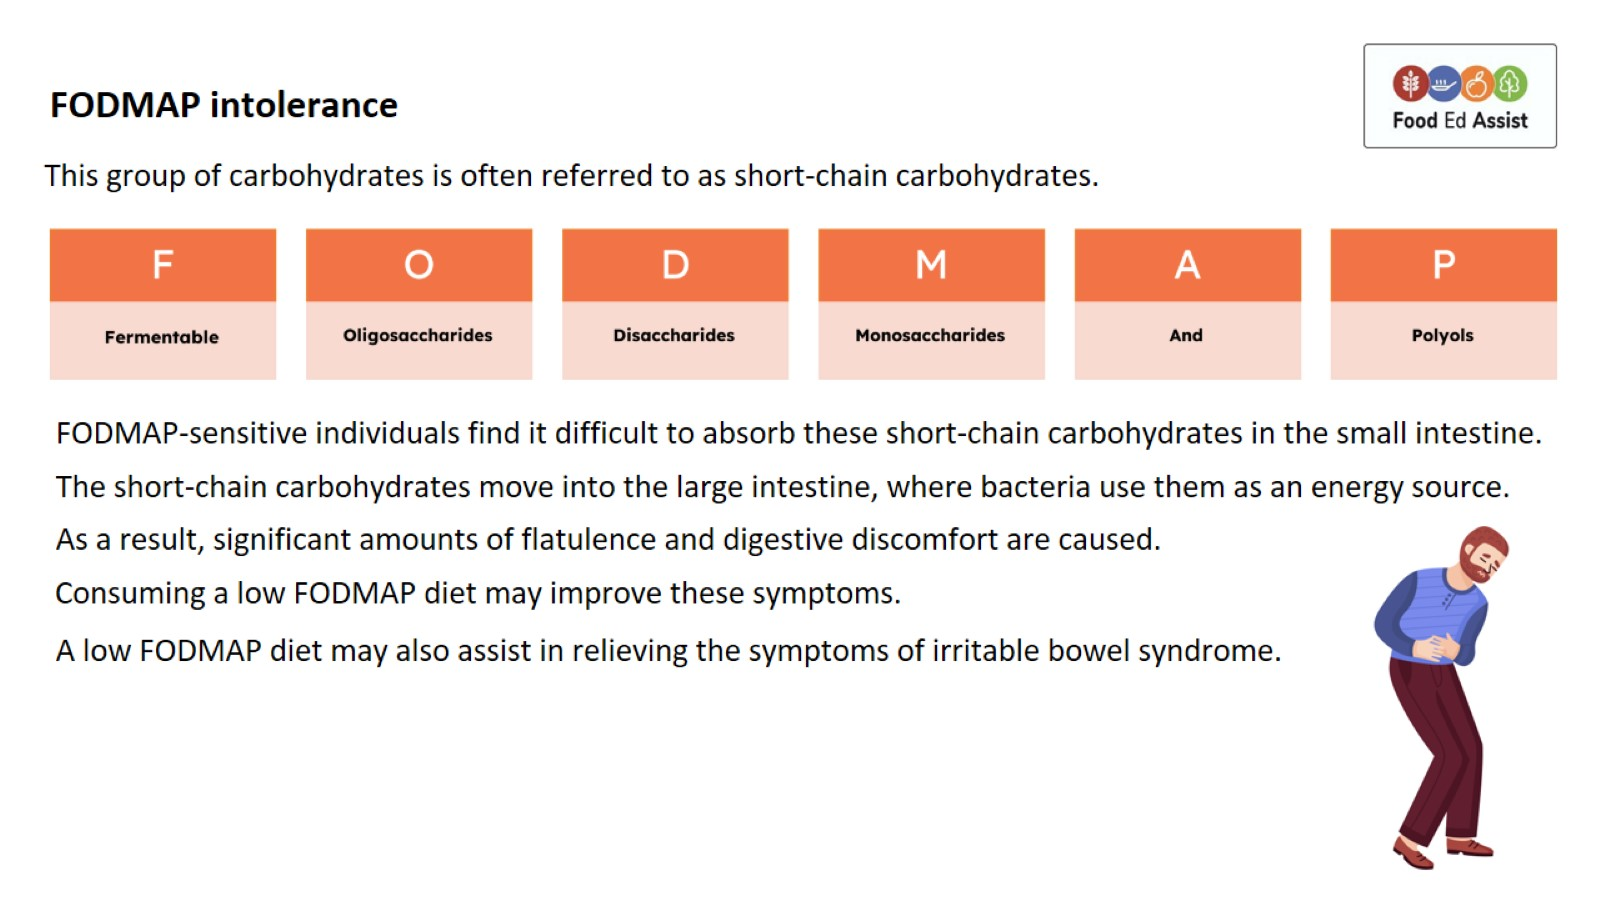 Food Ed Assist
FODMAP intolerance
This group of carbohydrates is often referred to as short-chain carbohydrates.
F O D M A P
Fermentable Oligosaccharides Disaccharides Monosaccharides And Polyols
FODMAP-sensitive individuals find it difficult to absorb these short-chain carbohydrates in the small intestine.
The short-chain carbohydrates move into the large intestine, where bacteria use them as an energy source.
As a result, significant amounts of flatulence and digestive discomfort are caused.
Consuming a low FODMAP diet may improve these symptoms.
A low FODMAP diet may also assist in relieving the symptoms of irritable bowel syndrome.